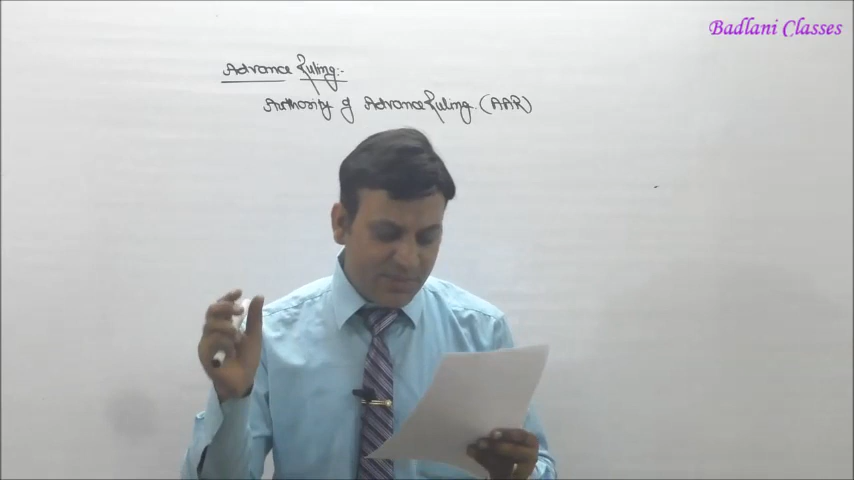 Badlani Classes
Advance Ruling:-
Authority of Advance Ruling. (AAR)